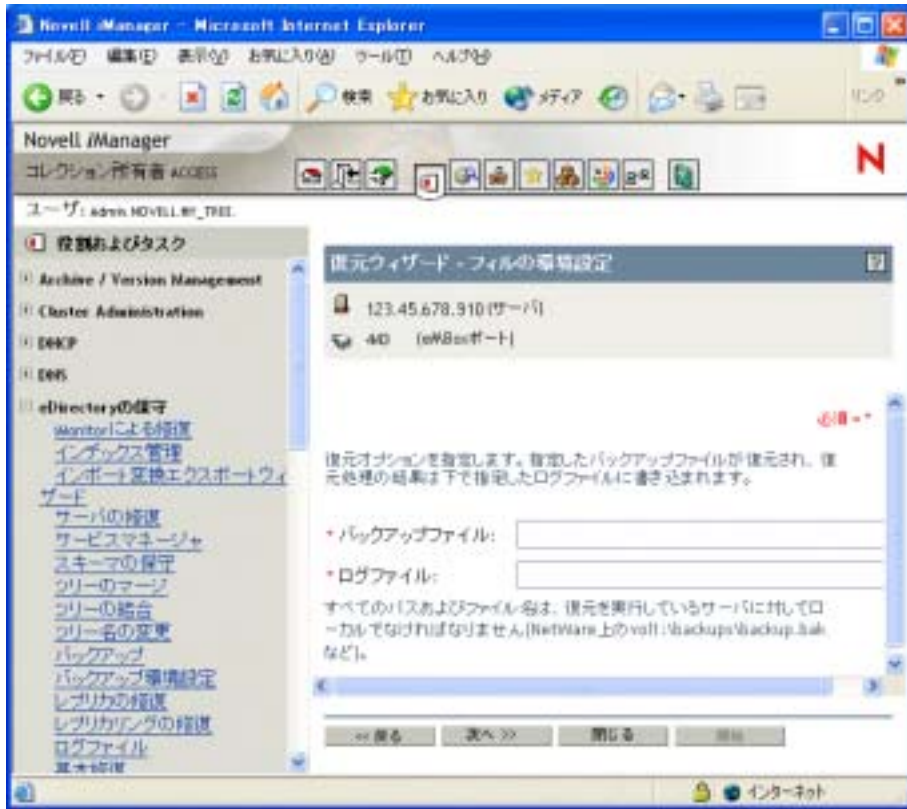 Novell iManager - Microsoft Internet Explorer
ファイル(F) 編集(E) 表示(V) お気に入り(A) ツール(T) ヘルプ(H)
戻る 検索 お気に入り メディア リンク
Novell iManager
コレクション所有者 ACCESS
N
ユーザ: Admin.NOVELL.MY_TREE.
役割およびタスク
Archive / Version Management
Cluster Administration
DHCP
DNS
eDirectoryの保守
iMonitorによる修復
インデックス管理
インポート変換エクスポートウィ
ザード
サーバの修復
サービスマネージャ
スキーマの保守
ツリーのマージ
ツリーの結合
ツリー名の変更
バックアップ
バックアップ環境設定
レプリカの修復
レプリカリングの修復
ログファイル
基本修復
復元ウィザード - ファイルの環境設定
?
123.45.678.910 (サーバ)
(eMBoxポート)
必須 = *
復元オプションを指定します。指定したバックアップファイルが復元され、復
元処理の結果は下で指定したログファイルに書き込まれます。
* バックアップファイル:
* ログファイル:
すべてのパスおよびファイル名は、復元を実行しているサーバに対してロ
ーカルでなければなりません(NetWare上のvol1:\backups\backup.bak
など)。
<< 戻る 次へ >> 閉じる 開始
インターネット